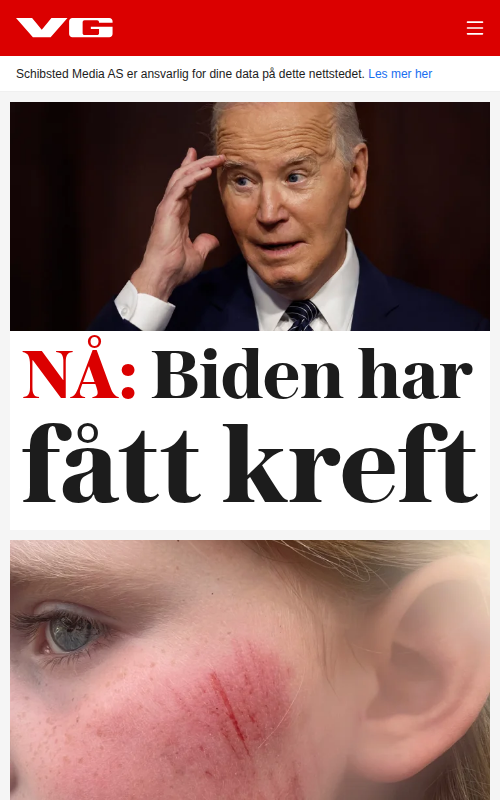 VG
Schibsted Media AS er ansvarlig for dine data på dette nettstedet. Les mer her
NÅ: Biden har
fått kreft